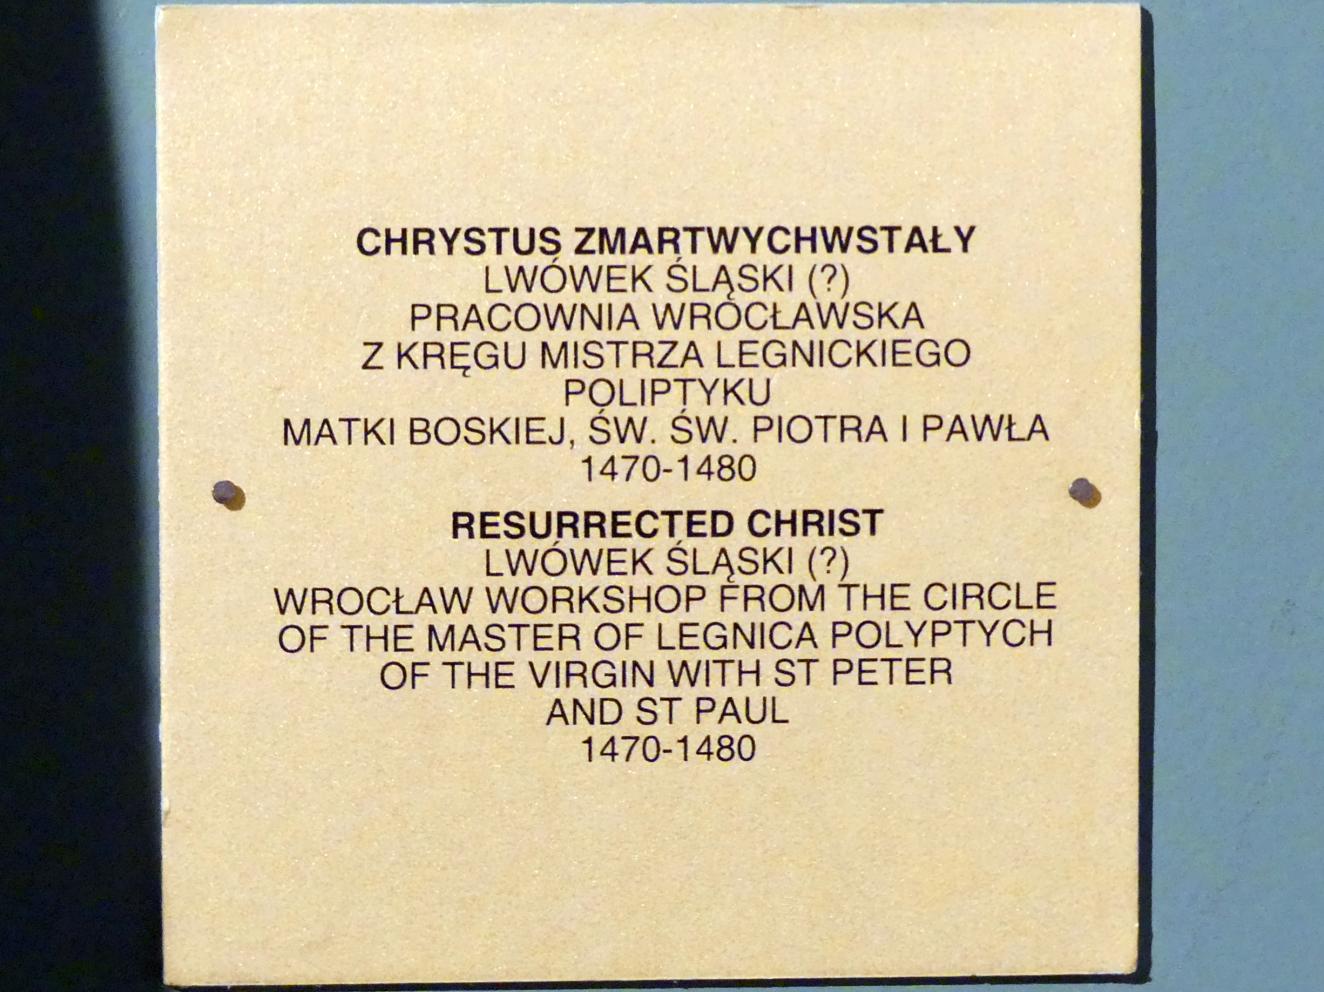 CHRYSTUS ZMARTWYCHWSTAŁY
LWÓWEK ŚLĄSKI (?)
PRACOWNIA WROCŁAWSKA
Z KRĘGU MISTRZA LEGNICKIEGO
POLIPTYKU
MATKI BOSKIEJ, ŚW. ŚW. PIOTRA I PAWŁA
1470-1480
RESURRECTED CHRIST
LWÓWEK ŚLĄSKI (?)
WROCŁAW WORKSHOP FROM THE CIRCLE
OF THE MASTER OF LEGNICA POLYPTYCH
OF THE VIRGIN WITH ST PETER
AND ST PAUL
1470-1480